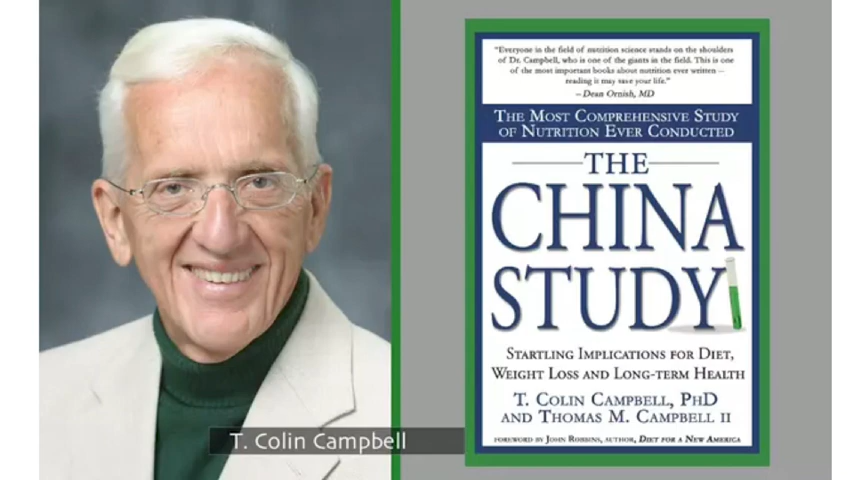 "Everyone in the field of nutrition science stands on the shoulders
of Dr. Campbell, who is one of the giants in the field. This is one
of the most important books about nutrition ever written –
reading it may save your life."
– Dean Ornish, MD
THE MOST COMPREHENSIVE STUDY
OF NUTRITION EVER CONDUCTED
THE
CHINA
STUDY
STARTLING IMPLICATIONS FOR DIET,
WEIGHT LOSS AND LONG-TERM HEALTH
T. COLIN CAMPBELL, PHD
AND THOMAS M. CAMPBELL II
FOREWORD BY JOHN ROBBINS, AUTHOR, DIET FOR A NEW AMERICA
T. Colin Campbell